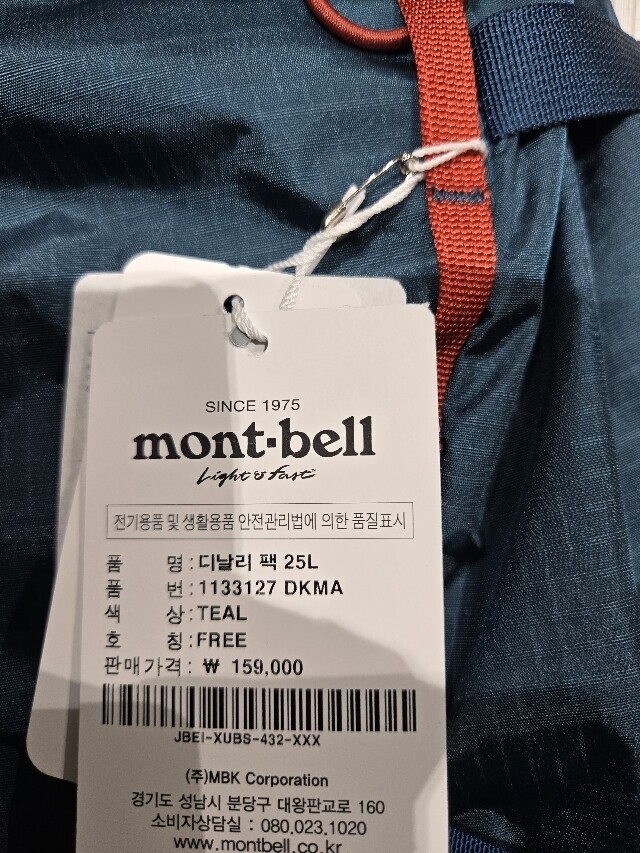 SINCE 1975
mont·bell
Light & Fast™
전기용품 및 생활용품 안전관리법에 의한 품질표시
품 명 : 디날리 팩 25L
품 번 : 1133127 DKMA
색 상 : TEAL
호 칭 : FREE
판매가격 : ₩ 159,000
JBEI-XUBS-432-XXX
(주)MBK Corporation
경기도 성남시 분당구 대왕판교로 160
소비자상담실 : 080.023.1020
www.montbell.co.kr